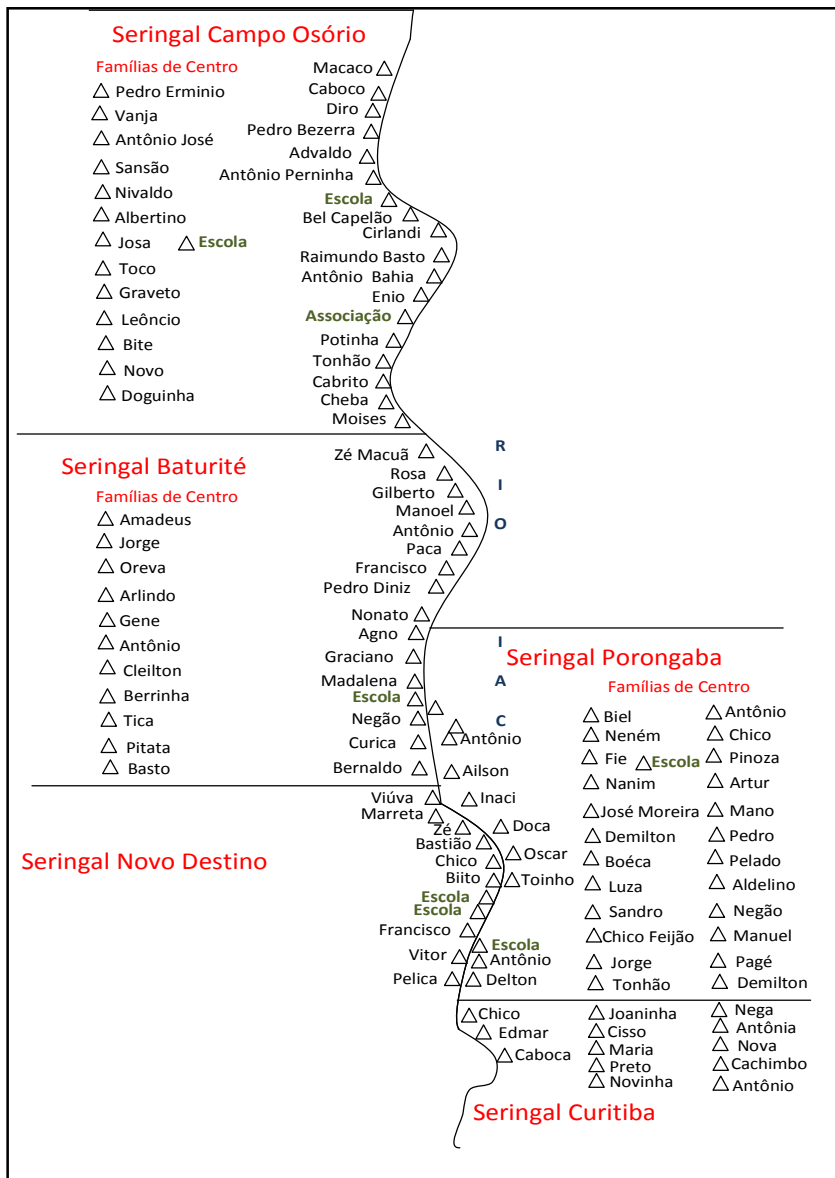 Seringal Campo Osório
Famílias de Centro
Pedro Erminio
Vanja
Antônio José
Sansão
Nivaldo
Albertino
Josa
Escola
Toco
Graveto
Leôncio
Bite
Novo
Doguinha
Macaco
Caboco
Diro
Pedro Bezerra
Advaldo
Antônio Perninha
Escola
Bel Capelão
Cirlandi
Raimundo Basto
Antônio Bahia
Enio
Associação
Potinha
Tonhão
Cabrito
Cheba
Moises
Seringal Baturité
Famílias de Centro
Amadeus
Jorge
Oreva
Arlindo
Gene
Antônio
Cleilton
Berrinha
Tica
Pitata
Basto
Zé Macuã
Rosa
Gilberto
Manoel
Antônio
Paca
Francisco
Pedro Diniz
Nonato
Agno
Graciano
Madalena
Escola
Negão
Curica
Bernaldo
R
I
O
I
A
C
Seringal Novo Destino
Viúva
Marreta
Zé
Bastião
Chico
Biito
Escola
Escola
Francisco
Vitor
Pelica
Seringal Porongaba
Famílias de Centro
Antônio
Ailson
Inaci
Doca
Oscar
Toinho
Escola
Antônio
Delton
Biel
Neném
Fie
Escola
Nanim
José Moreira
Demilton
Boéca
Luza
Sandro
Chico Feijão
Jorge
Tonhão
Antônio
Chico
Pinoza
Artur
Mano
Pedro
Pelado
Aldelino
Negão
Manuel
Pagé
Demilton
Chico
Edmar
Caboca
Joaninha
Cisso
Maria
Preto
Novinha
Nega
Antônia
Nova
Cachimbo
Antônio
Seringal Curitiba